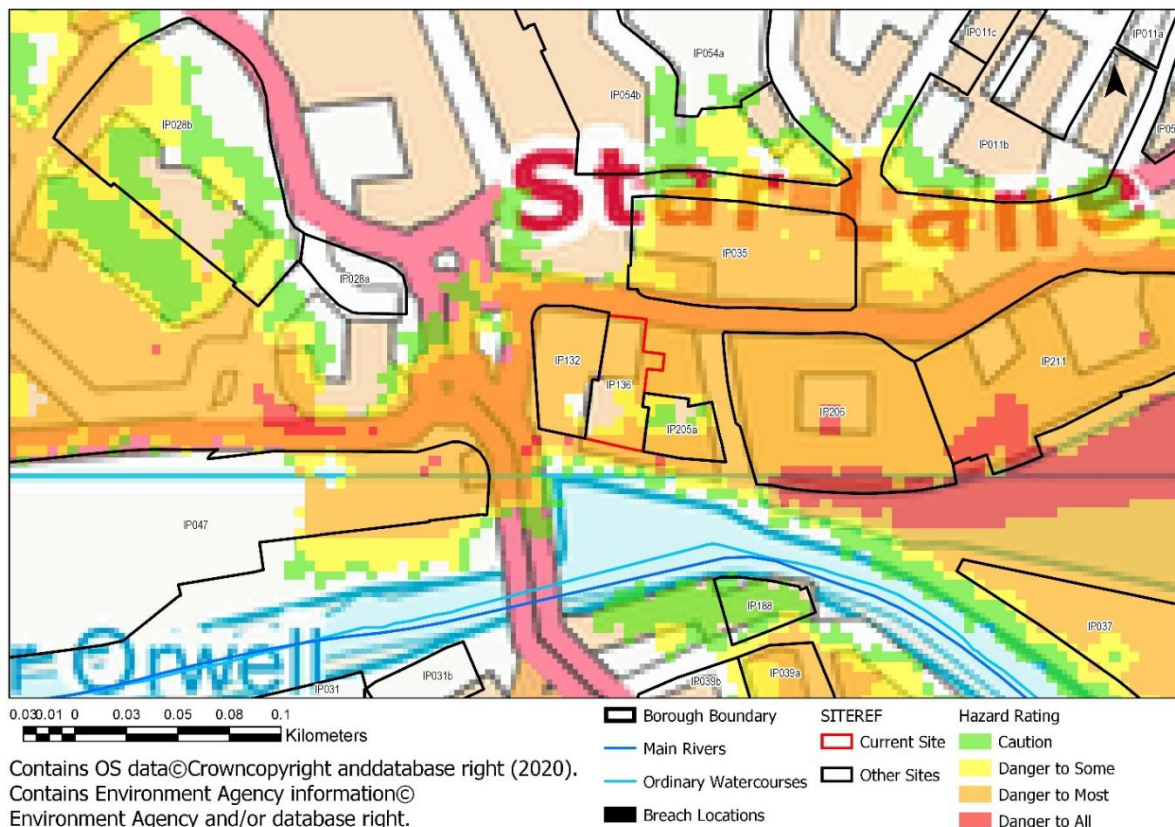 IP011c
IP011a
IP054a
IP054b
IP028b
IP011b
Star Lane
IP035
IP028a
IP132
IP136
IP211
IP206
IP205a
IP047
IP188
IP037
Orwell
IP031b
IP031
IP039b
IP039a
0.03 0.01 0 0.03 0.05 0.08 0.1
Kilometers
Contains OS data©Crowncopyright anddatabase right (2020).
Contains Environment Agency information©
Environment Agency and/or database right.
Borough Boundary
Main Rivers
Ordinary Watercourses
Breach Locations
SITEREF
Current Site
Other Sites
Hazard Rating
Caution
Danger to Some
Danger to Most
Danger to All